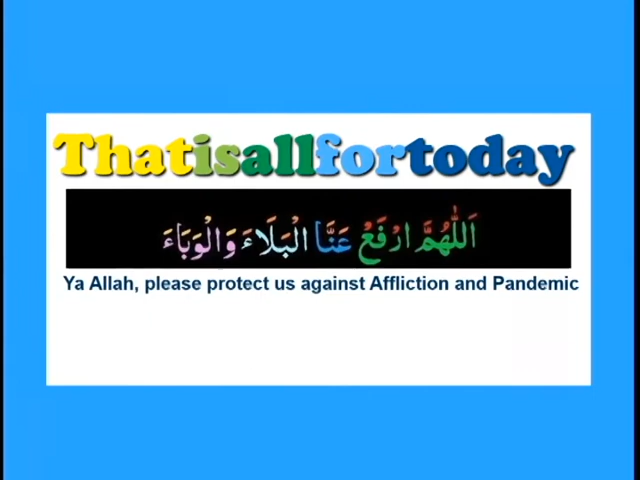 Thatisallfortoday
اَللّٰهُمَّ ارْفَعْ عَنَّا الْبَلَاءَ وَالْوَبَاءَ
Ya Allah, please protect us against Affliction and Pandemic